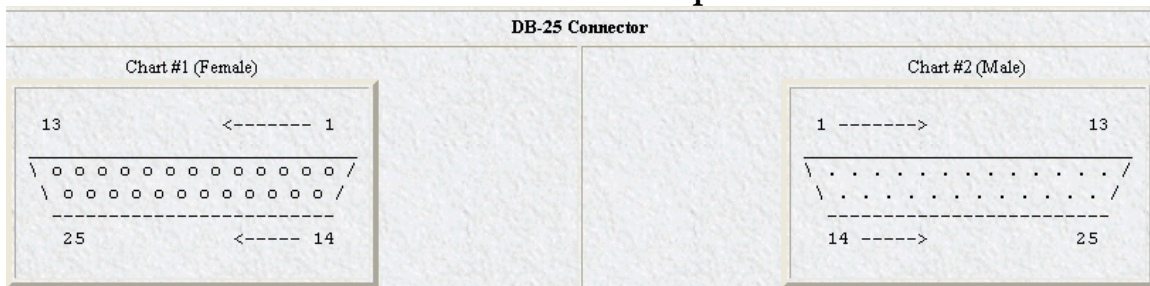 DB-25 Connector
Chart #1 (Female)
13 <------- 1
\ o o o o o o o o o o o o o /
\ o o o o o o o o o o o o /
------------------------------
25 <----- 14
Chart #2 (Male)
1 -------> 13
\ . . . . . . . . . . . . . /
\ . . . . . . . . . . . . /
------------------------------
14 -----> 25